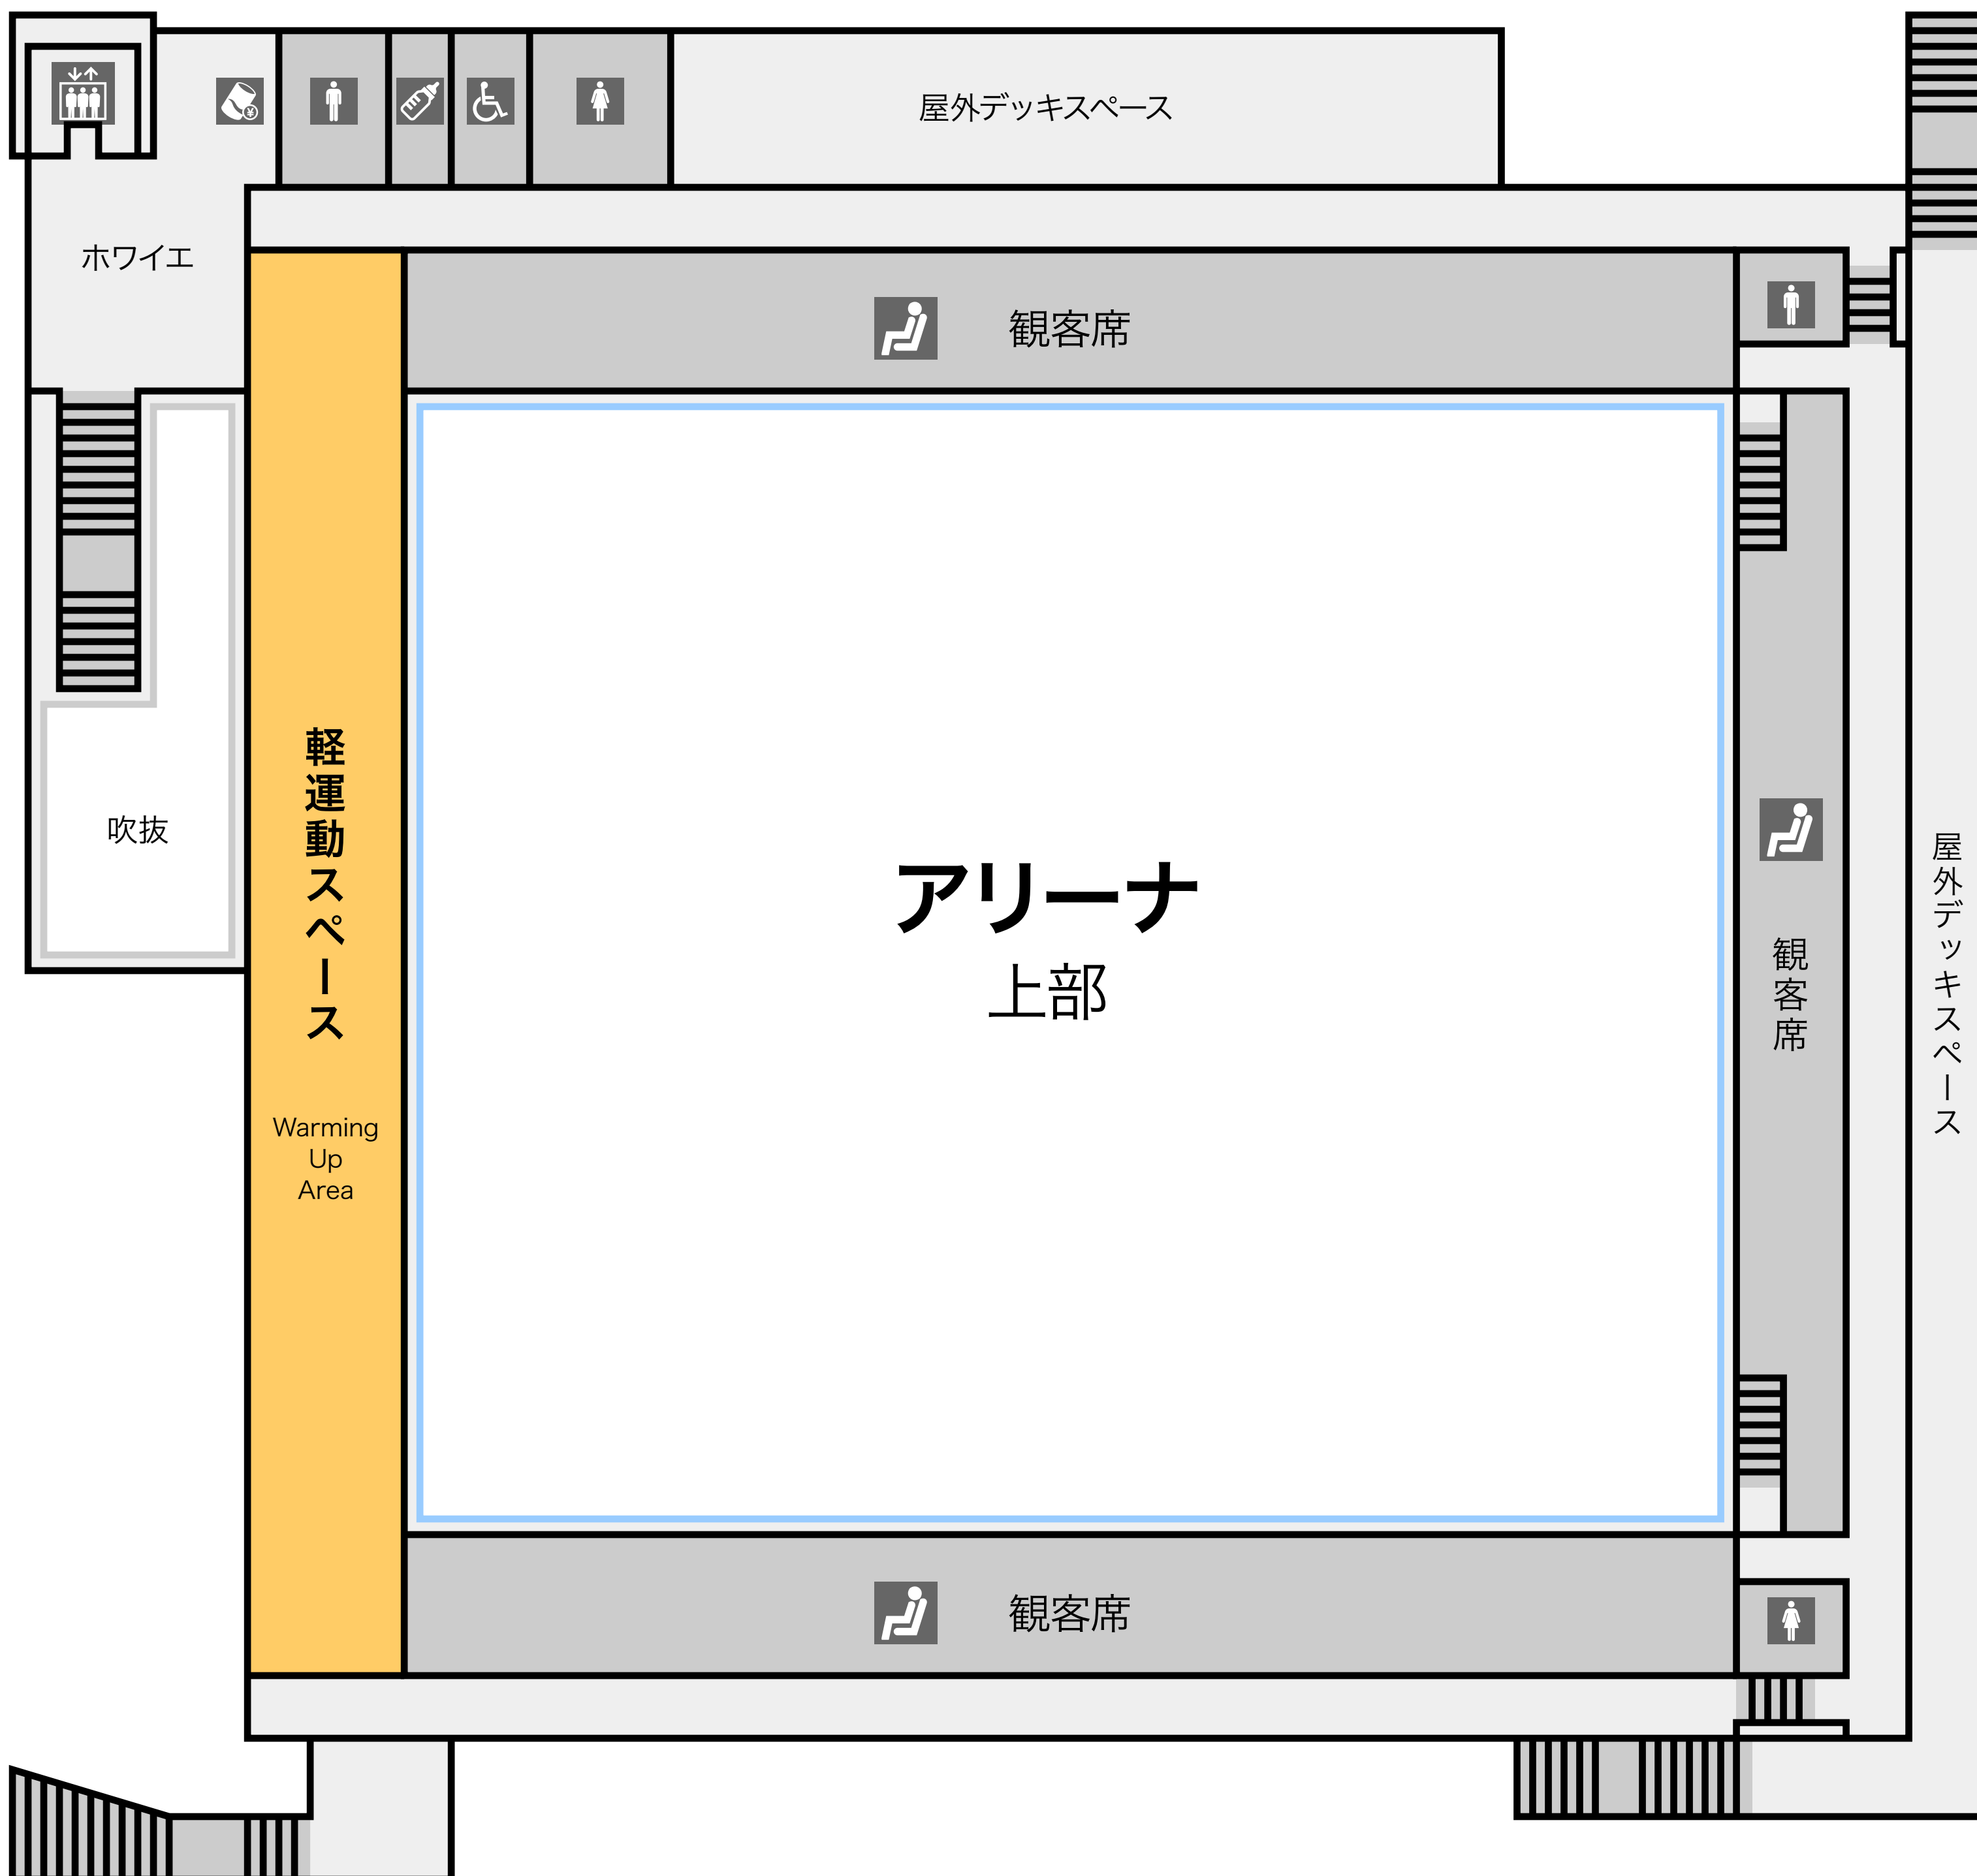 屋外デッキスペース
ホワイエ
観客席
軽運動スペース
Warming
Up
Area
吹抜
アリーナ
上部
観客席
屋外デッキスペース
観客席